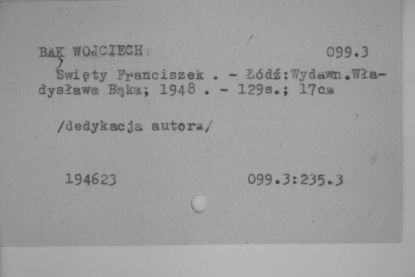 BĄK WOJCIECH. 099.3
Święty Franciszek . - Łódź:Wydawn.Wła-
dysława Bąka; 1948 . - 129s.; 17cm
/dedykacja autora/
194623 099.3:235.3